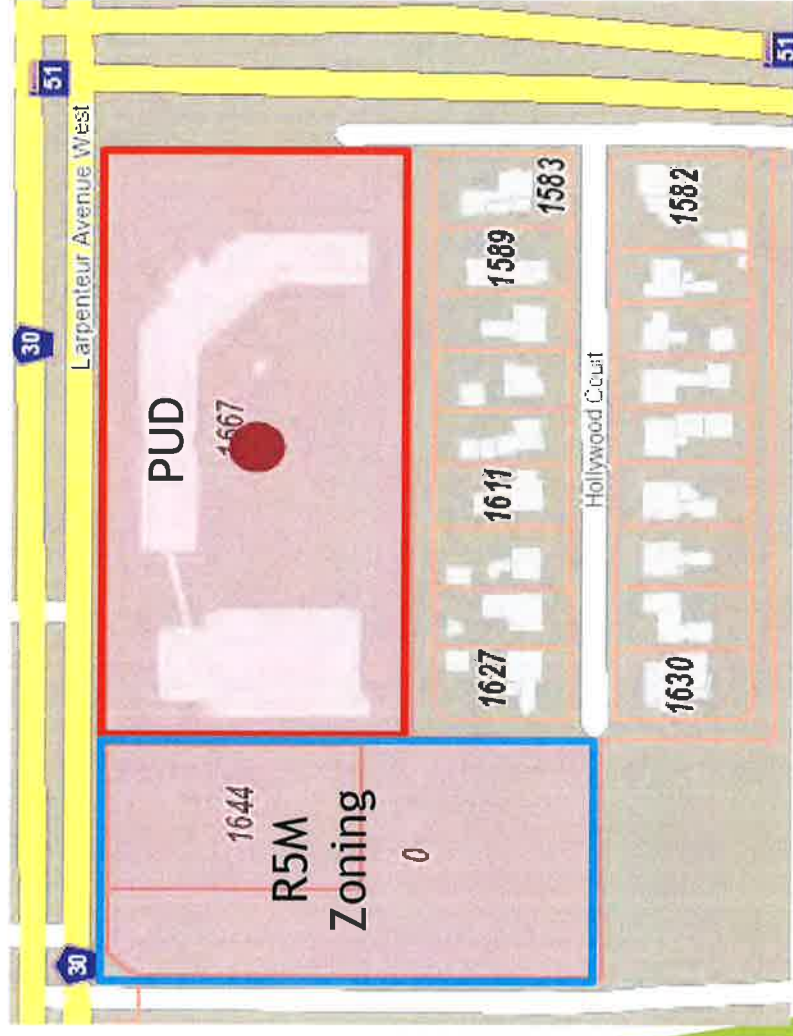 51
51
30
Larpenteur Avenue West
PUD
1667
1583
1589
1582
1611
Hollywood Court
1627
1630
1644
R5M
Zoning
0
30